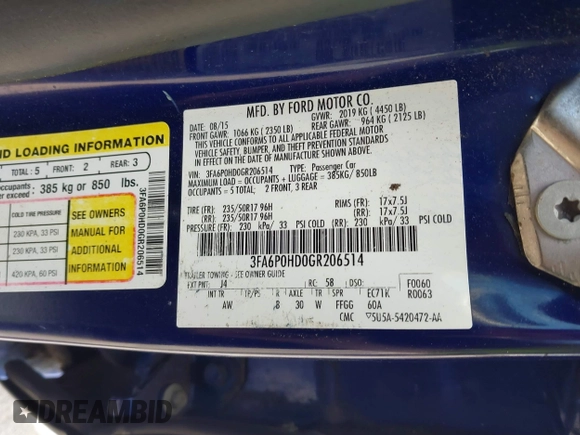 MFD. BY FORD MOTOR CO.
DATE: 08/15 GVWR: 2019 KG ( 4450 LB)
FRONT GAWR: 1066 KG ( 2350 LB) REAR GAWR: 964 KG ( 2125 LB)
THIS VEHICLE CONFORMS TO ALL APPLICABLE FEDERAL MOTOR
VEHICLE SAFETY, BUMPER, AND THEFT PREVENTION STANDARDS IN
EFFECT ON THE DATE OF MANUFACTURE SHOWN ABOVE.
VIN: 3FA6P0HD0GR206514 TYPE: Passenger Car
MAXIMUM LOAD = OCCUPANTS + LUGGAGE = 385KG/ 850LB
OCCUPANTS = 5 TOTAL; 2 FRONT, 3 REAR
TIRE (FR): 235/50R17 96H RIMS (FR): 17x7.5J
(RR): 235/50R17 96H (RR): 17x7.5J
PRESSURE (FR): 230 kPa/ 33 PSI COLD (RR): 230 kPa/ 33 PSI COLD
3FA6P0HD0GR206514
TRAILER TOWING - SEE OWNER GUIDE
EXT PNT: J4 RC: 58 DSO: F0060
INT TR TP/PS R AXLE TR SPR EC71K R0063
AW B 30 W FFGG 60A
CMC 5U5A-5420472-AA
ND LOADING INFORMATION
TOTAL: 5 FRONT: 2 REAR: 3
occupants
exceed: 385 kg or 850 lbs.
COLD TIRE PRESSURE
230 KPA, 33 PSI
230 KPA, 33 PSI
420 KPA, 60 PSI
SEE OWNERS
MANUAL FOR
ADDITIONAL
INFORMATION
3FA6P0HD0GR206514
DREAMBID